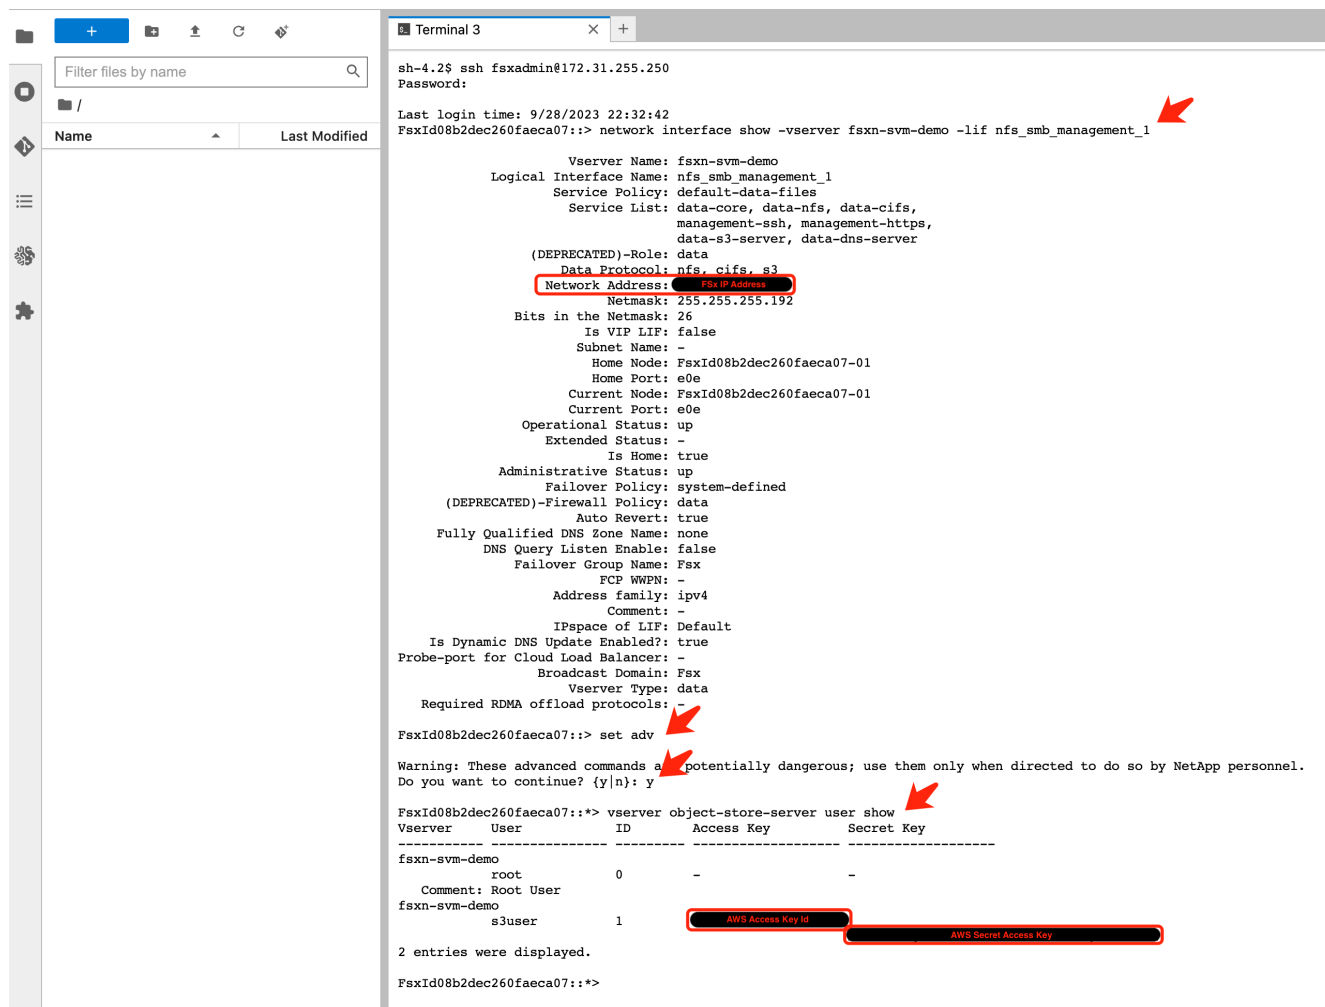 +
Terminal 3
+
Filter files by name
/
Name
Last Modified
sh-4.2$ ssh fsxadmin@172.31.255.250
Password:
Last login time: 9/28/2023 22:32:42
FsxId08b2dec260faeca07::> network interface show -vserver fsxn-svm-demo -lif nfs_smb_management_1
Vserver Name: fsxn-svm-demo
Logical Interface Name: nfs_smb_management_1
Service Policy: default-data-files
Service List: data-core, data-nfs, data-cifs,
management-ssh, management-https,
data-s3-server, data-dns-server
(DEPRECATED)-Role: data
Data Protocol: nfs, cifs, s3
Network Address: FSx IP Address
Netmask: 255.255.255.192
Bits in the Netmask: 26
Is VIP LIF: false
Subnet Name: -
Home Node: FsxId08b2dec260faeca07-01
Home Port: e0e
Current Node: FsxId08b2dec260faeca07-01
Current Port: e0e
Operational Status: up
Extended Status: -
Is Home: true
Administrative Status: up
Failover Policy: system-defined
(DEPRECATED)-Firewall Policy: data
Auto Revert: true
Fully Qualified DNS Zone Name: none
DNS Query Listen Enable: false
Failover Group Name: Fsx
FCP WWPN: -
Address family: ipv4
Comment: -
IPspace of LIF: Default
Is Dynamic DNS Update Enabled?: true
Probe-port for Cloud Load Balancer: -
Broadcast Domain: Fsx
Vserver Type: data
Required RDMA offload protocols: -
FsxId08b2dec260faeca07::> set adv
Warning: These advanced commands a potentially dangerous; use them only when directed to do so by NetApp personnel.
Do you want to continue? {y|n}: y
FsxId08b2dec260faeca07::*> vserver object-store-server user show
Vserver User ID Access Key Secret Key
----------- --------------- --------- ------------------- -------------------
fsxn-svm-demo
root 0 - -
Comment: Root User
fsxn-svm-demo
s3user 1 AWS Access Key Id
AWS Secret Access Key
2 entries were displayed.
FsxId08b2dec260faeca07::*>